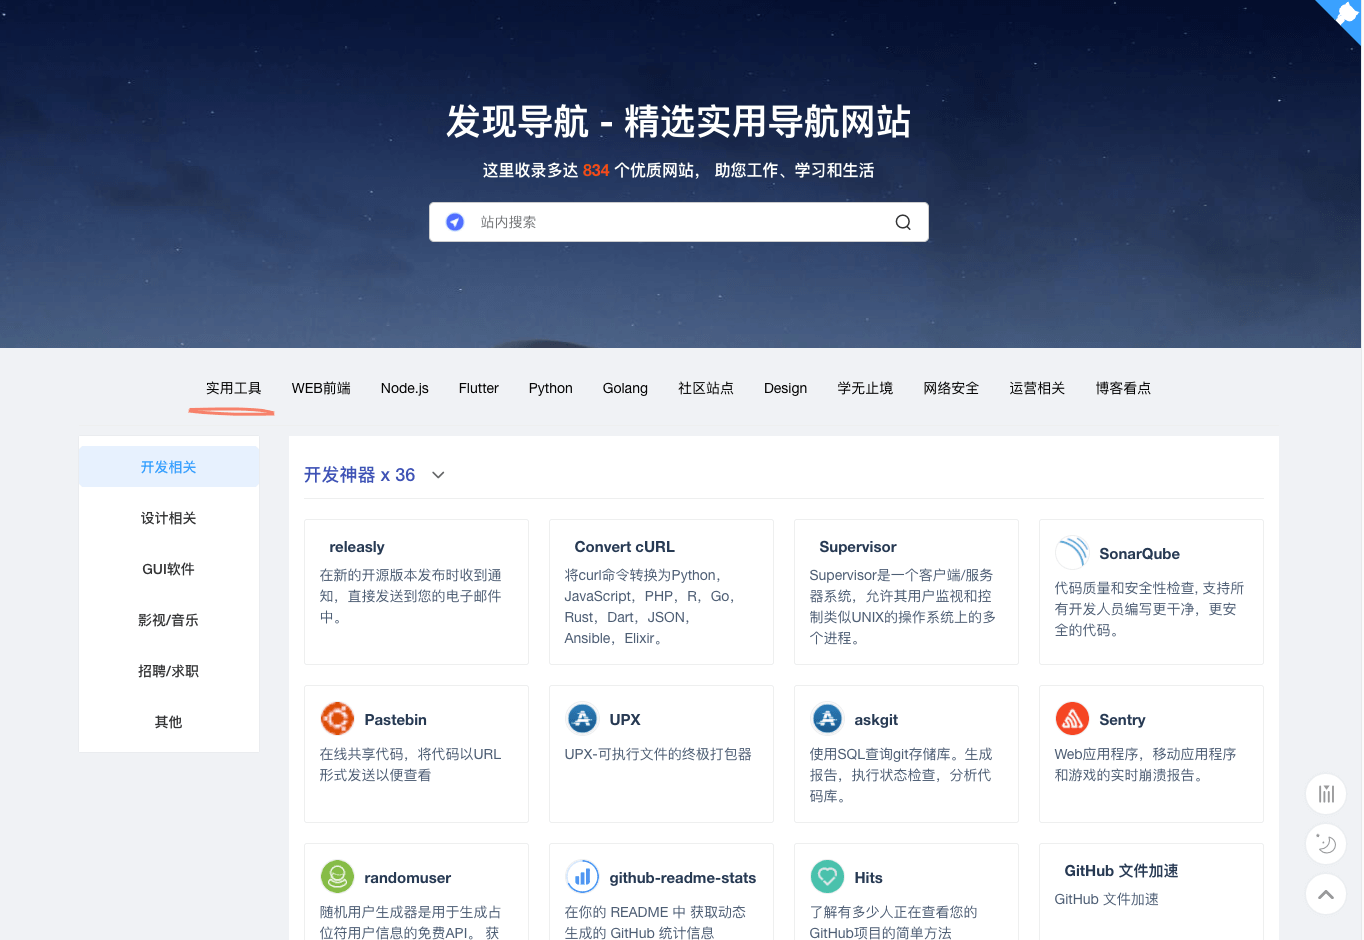 发现导航 - 精选实用导航网站
这里收录多达 834 个优质网站， 助您工作、学习和生活
站内搜索
实用工具 WEB前端 Node.js Flutter Python Golang 社区站点 Design 学无止境 网络安全 运营相关 博客看点
开发相关
设计相关
GUI软件
影视/音乐
招聘/求职
其他
开发神器 x 36
releasly
在新的开源版本发布时收到通
知，直接发送到您的电子邮件
中。
Convert cURL
将curl命令转换为Python，
JavaScript，PHP，R，Go，
Rust，Dart，JSON，
Ansible，Elixir。
Supervisor
Supervisor是一个客户端/服务
器系统，允许其用户监视和控
制类似UNIX的操作系统上的多
个进程。
SonarQube
代码质量和安全性检查, 支持所
有开发人员编写更干净，更安
全的代码。
Pastebin
在线共享代码，将代码以URL
形式发送以便查看
UPX
UPX-可执行文件的终极打包器
askgit
使用SQL查询git存储库。生成
报告，执行状态检查，分析代
码库。
Sentry
Web应用程序，移动应用程序
和游戏的实时崩溃报告。
randomuser
随机用户生成器是用于生成占
位符用户信息的免费API。 获
github-readme-stats
在你的 README 中 获取动态
生成的 GitHub 统计信息
Hits
了解有多少人正在查看您的
GitHub项目的简单方法
GitHub 文件加速
GitHub 文件加速